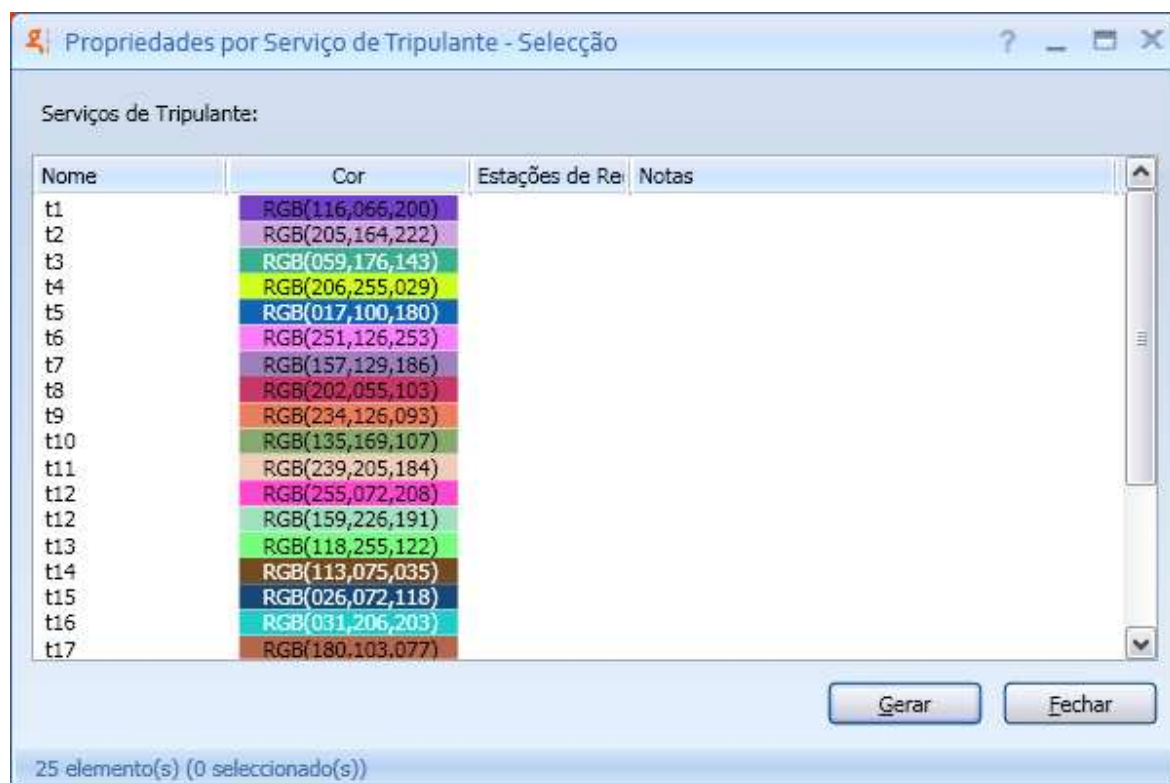 Propriedades por Serviço de Tripulante - Selecção
Serviços de Tripulante:
Nome Cor Estações de Re Notas
t1 RGB(116,066,200)
t2 RGB(205,164,222)
t3 RGB(059,176,143)
t4 RGB(206,255,029)
t5 RGB(017,100,180)
t6 RGB(251,126,253)
t7 RGB(157,129,186)
t8 RGB(202,055,103)
t9 RGB(234,126,093)
t10 RGB(135,169,107)
t11 RGB(239,205,184)
t12 RGB(255,072,208)
t12 RGB(159,226,191)
t13 RGB(118,255,122)
t14 RGB(113,075,035)
t15 RGB(026,072,118)
t16 RGB(031,206,203)
t17 RGB(180,103,077)
Gerar Fechar
25 elemento(s) (0 seleccionado(s))